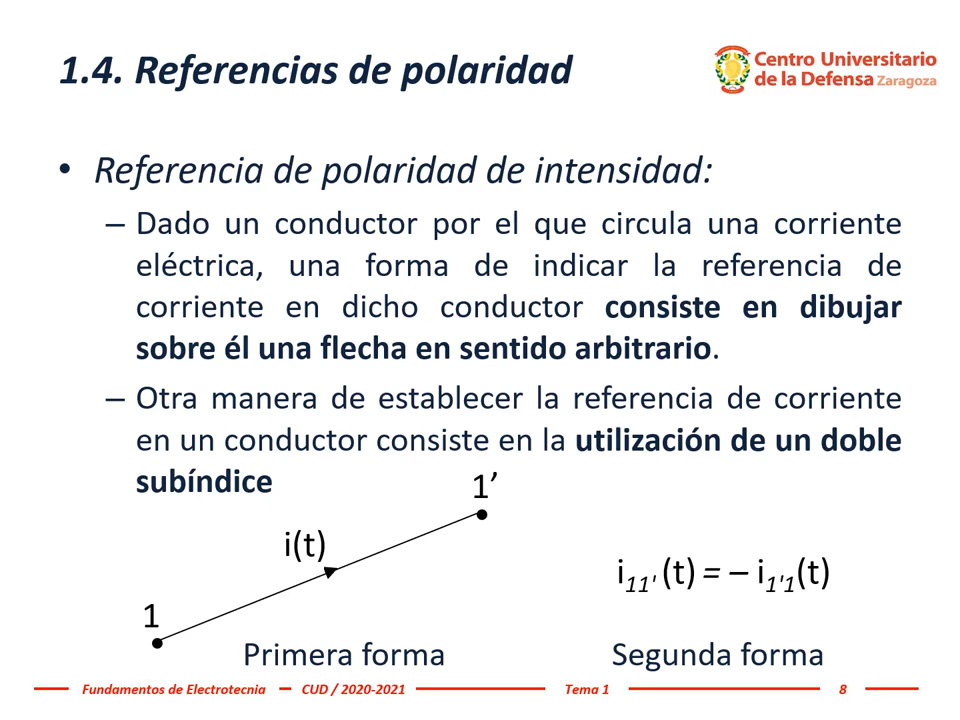 1.4. Referencias de polaridad
Centro Universitario
de la Defensa Zaragoza
• Referencia de polaridad de intensidad:
– Dado un conductor por el que circula una corriente
eléctrica, una forma de indicar la referencia de
corriente en dicho conductor consiste en dibujar
sobre él una flecha en sentido arbitrario.
– Otra manera de establecer la referencia de corriente
en un conductor consiste en la utilización de un doble
subíndice
1’
i(t)
i11' (t) = – i1'1(t)
1
Primera forma
Segunda forma
Fundamentos de Electrotecnia – CUD / 2020-2021 Tema 1 8